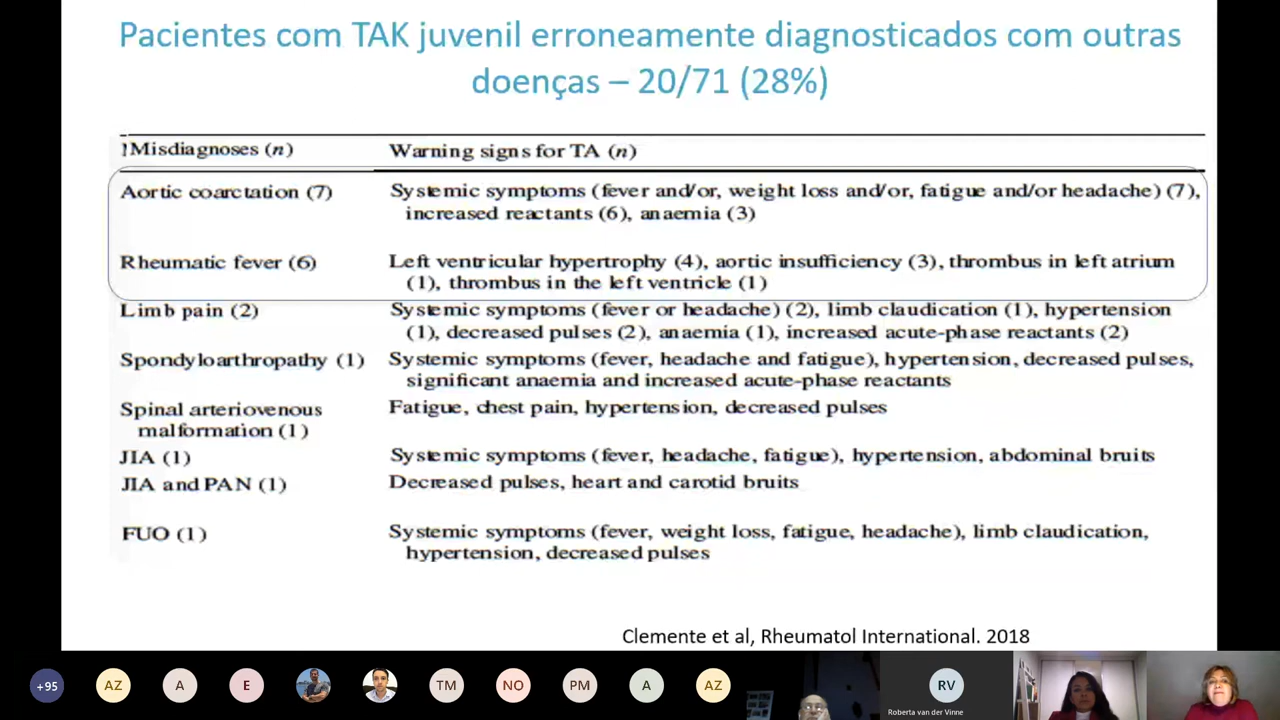 Pacientes com TAK juvenil erroneamente diagnosticados com outras
doenças – 20/71 (28%)
Misdiagnoses (n)
Warning signs for TA (n)
Aortic coarctation (7)
Systemic symptoms (fever and/or, weight loss and/or, fatigue and/or headache) (7),
increased reactants (6), anaemia (3)
Rheumatic fever (6)
Left ventricular hypertrophy (4), aortic insufficiency (3), thrombus in left atrium
(1), thrombus in the left ventricle (1)
Limb pain (2)
Systemic symptoms (fever or headache) (2), limb claudication (1), hypertension
(1), decreased pulses (2), anaemia (1), increased acute-phase reactants (2)
Spondyloarthropathy (1)
Systemic symptoms (fever, headache and fatigue), hypertension, decreased pulses,
significant anaemia and increased acute-phase reactants
Spinal arteriovenous
malformation (1)
Fatigue, chest pain, hypertension, decreased pulses
JIA (1)
Systemic symptoms (fever, headache, fatigue), hypertension, abdominal bruits
JIA and PAN (1)
Decreased pulses, heart and carotid bruits
FUO (1)
Systemic symptoms (fever, weight loss, fatigue, headache), limb claudication,
hypertension, decreased pulses
Clemente et al, Rheumatol International. 2018
+95
AZ
A
E
TM
NO
PM
A
AZ
RV
Roberta van der Vinne